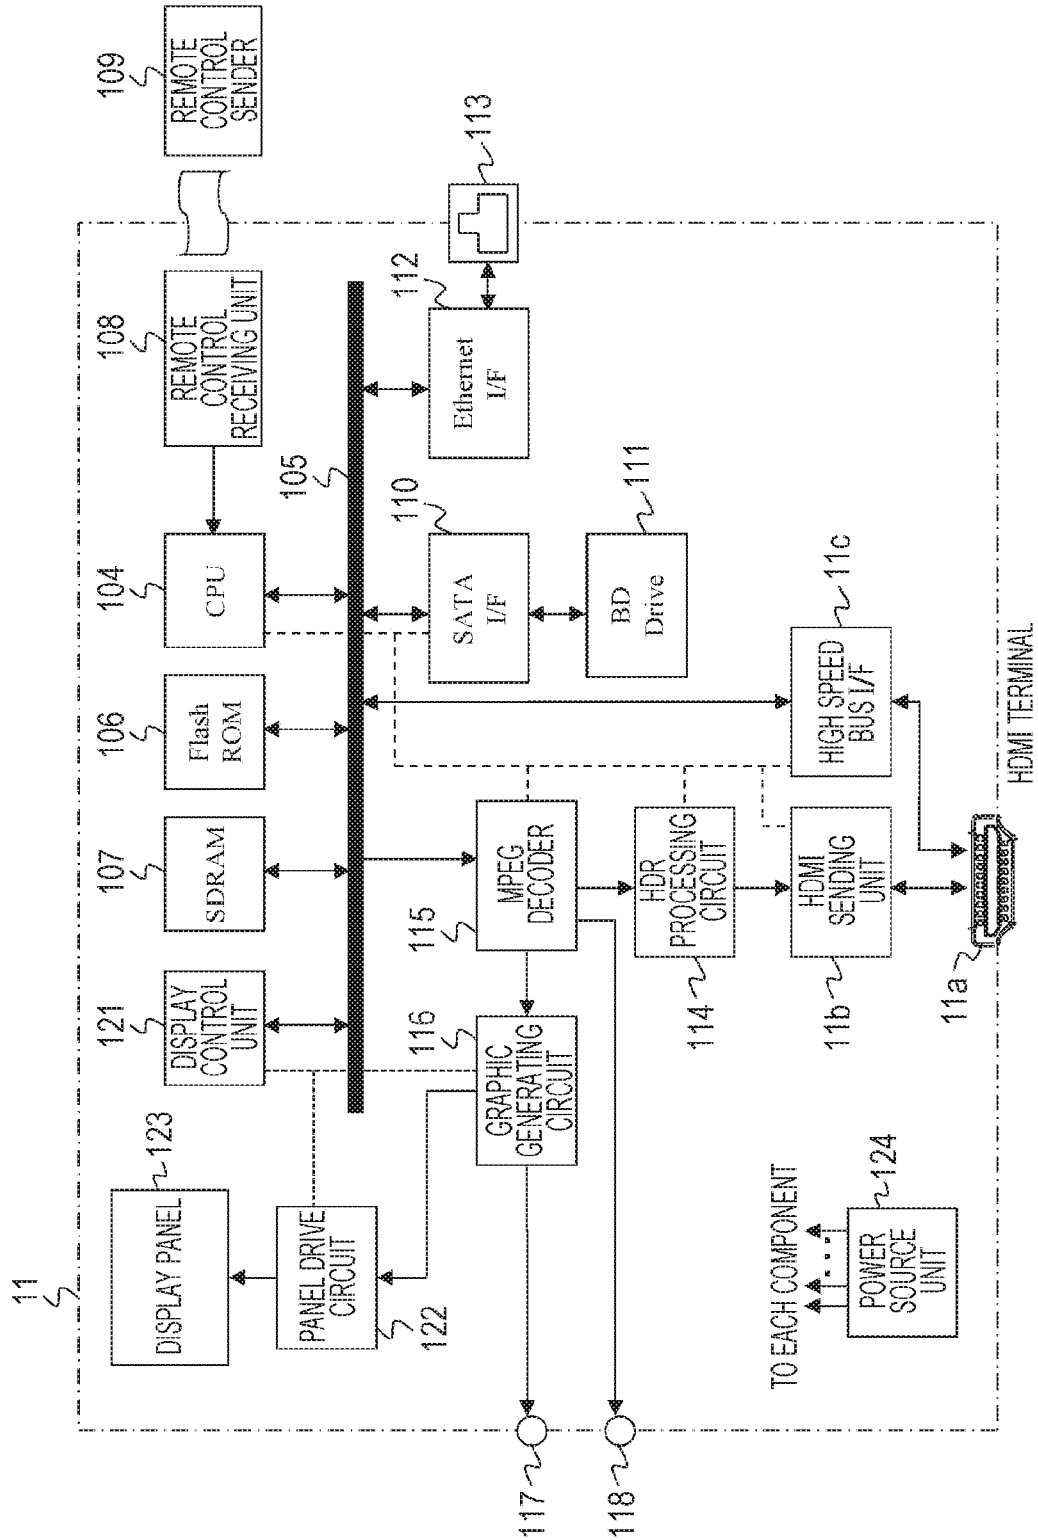 11
DISPLAY PANEL
123
PANEL DRIVE
CIRCUIT
122
121
DISPLAY
CONTROL
UNIT
107
SDRAM
106
Flash
ROM
104
CPU
108
REMOTE
CONTROL
RECEIVING UNIT
109
REMOTE
CONTROL
SENDER
105
116
GRAPHIC
GENERATING
CIRCUIT
115
MPEG
DECODER
110
SATA
I/F
112
Ethernet
I/F
113
BD
Drive
111
117
118
114
HDR
PROCESSING
CIRCUIT
11b
HDMI
SENDING
UNIT
HIGH SPEED
BUS I/F
11c
TO EACH COMPONENT
POWER
SOURCE
UNIT
124
11a
HDMI TERMINAL